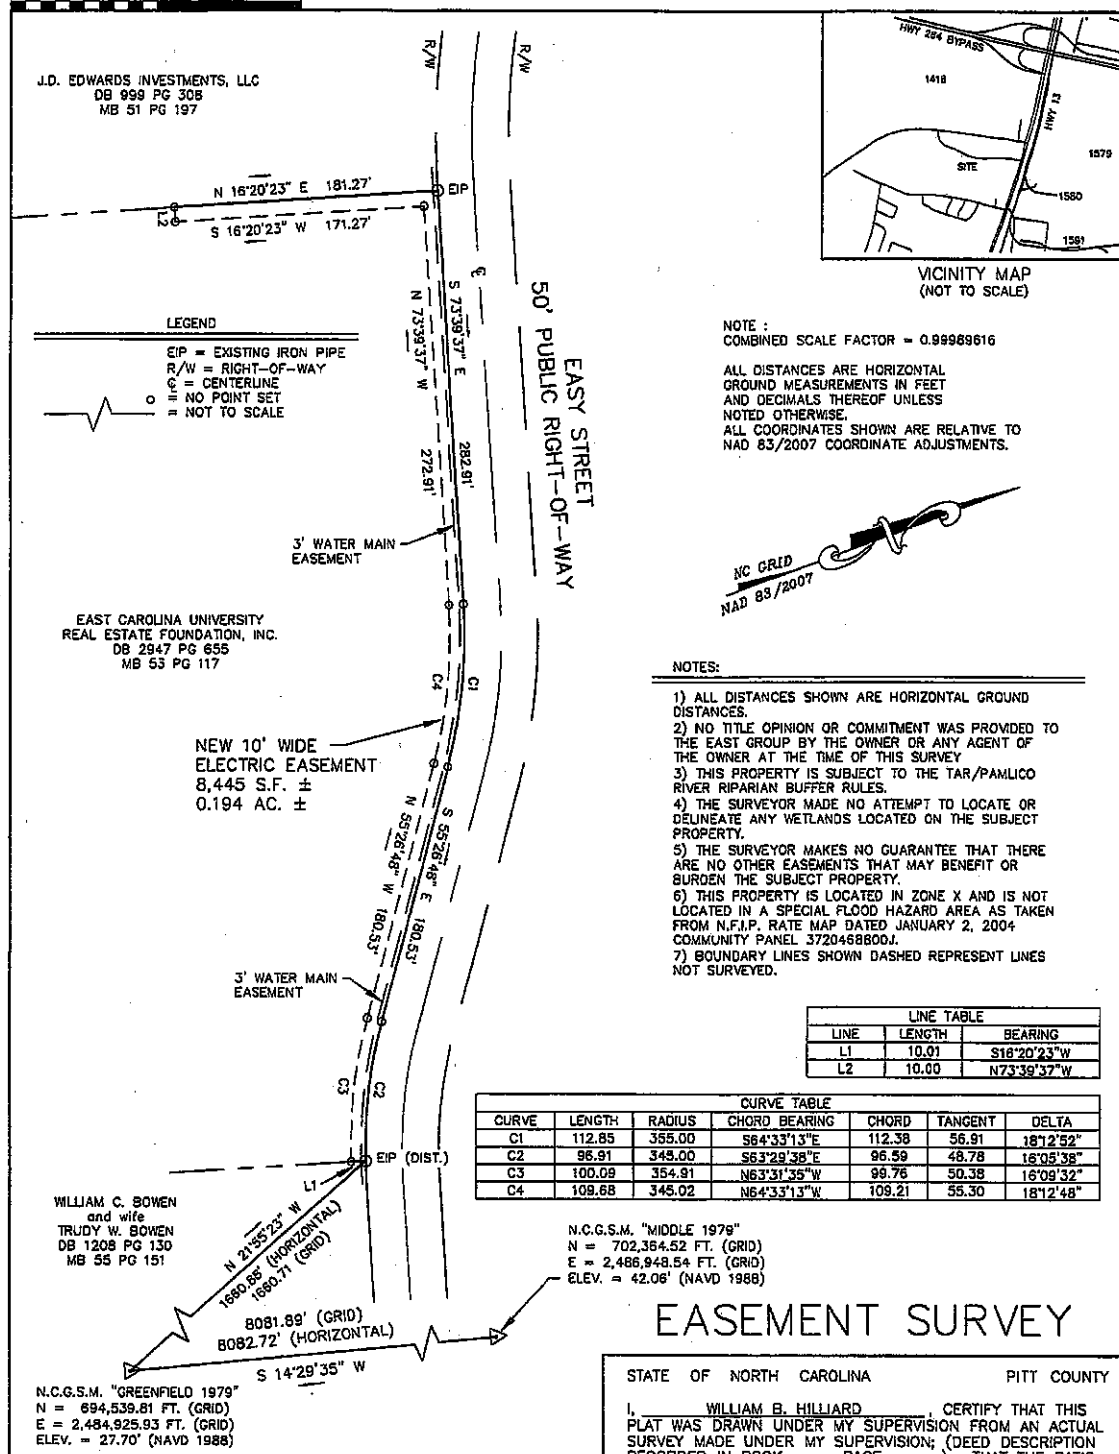 J.D. EDWARDS INVESTMENTS, LLC
DB 999 PG 308
MB 51 PG 197
R/W
R/W
HWY 264 BYPASS
1418
HWY 13
1579
SITE
1560
1591
VICINITY MAP
(NOT TO SCALE)
N 16°20'23" E 181.27'
EIP
L2
S 16°20'23" W 171.27'
LEGEND
EIP = EXISTING IRON PIPE
R/W = RIGHT-OF-WAY
℄ = CENTERLINE
o = NO POINT SET
= NOT TO SCALE
℄
S 73°39'37" E 282.91'
N 73°39'37" W 272.91'
EASY STREET
50' PUBLIC RIGHT-OF-WAY
NOTE :
COMBINED SCALE FACTOR = 0.99989616
ALL DISTANCES ARE HORIZONTAL
GROUND MEASUREMENTS IN FEET
AND DECIMALS THEREOF UNLESS
NOTED OTHERWISE.
ALL COORDINATES SHOWN ARE RELATIVE TO
NAD 83/2007 COORDINATE ADJUSTMENTS.
3' WATER MAIN
EASEMENT
NC GRID
NAD 83/2007
EAST CAROLINA UNIVERSITY
REAL ESTATE FOUNDATION, INC.
DB 2947 PG 655
MB 53 PG 117
C4
C1
NEW 10' WIDE
ELECTRIC EASEMENT
8,445 S.F. ±
0.194 AC. ±
NOTES:
1) ALL DISTANCES SHOWN ARE HORIZONTAL GROUND
DISTANCES.
2) NO TITLE OPINION OR COMMITMENT WAS PROVIDED TO
THE EAST GROUP BY THE OWNER OR ANY AGENT OF
THE OWNER AT THE TIME OF THIS SURVEY
3) THIS PROPERTY IS SUBJECT TO THE TAR/PAMLICO
RIVER RIPARIAN BUFFER RULES.
4) THE SURVEYOR MADE NO ATTEMPT TO LOCATE OR
DELINEATE ANY WETLANDS LOCATED ON THE SUBJECT
PROPERTY.
5) THE SURVEYOR MAKES NO GUARANTEE THAT THERE
ARE NO OTHER EASEMENTS THAT MAY BENEFIT OR
BURDEN THE SUBJECT PROPERTY.
6) THIS PROPERTY IS LOCATED IN ZONE X AND IS NOT
LOCATED IN A SPECIAL FLOOD HAZARD AREA AS TAKEN
FROM N.F.I.P. RATE MAP DATED JANUARY 2, 2004
COMMUNITY PANEL 3720468800J.
7) BOUNDARY LINES SHOWN DASHED REPRESENT LINES
NOT SURVEYED.
N 55°26'48" W 180.53'
S 55°26'48" E 180.53'
3' WATER MAIN
EASEMENT
LINE TABLE
LINE LENGTH BEARING
L1 10.01 S16°20'23"W
L2 10.00 N73°39'37"W
C3
C2
CURVE TABLE
CURVE LENGTH RADIUS CHORD BEARING CHORD TANGENT DELTA
C1 112.85 355.00 S64°33'13"E 112.38 56.91 18°12'52"
C2 96.91 345.00 S63°29'38"E 96.59 48.78 16°05'38"
C3 100.09 354.91 N63°31'35"W 99.76 50.38 16°09'32"
C4 109.68 345.02 N64°33'13"W 109.21 55.30 18°12'48"
EIP (DIST.)
L1
WILLIAM C. BOWEN
and wife
TRUDY W. BOWEN
DB 1208 PG 130
MB 55 PG 151
N 21°55'23" W
1660.88' (HORIZONTAL)
1660.71 (GRID)
N.C.G.S.M. "MIDDLE 1979"
N = 702,364.52 FT. (GRID)
E = 2,486,948.54 FT. (GRID)
ELEV. = 42.06' (NAVD 1988)
8081.89' (GRID)
8082.72' (HORIZONTAL)
S 14°29'35" W
N.C.G.S.M. "GREENFIELD 1979"
N = 694,539.81 FT. (GRID)
E = 2,484,925.93 FT. (GRID)
ELEV. = 27.70' (NAVD 1988)
EASEMENT SURVEY
STATE OF NORTH CAROLINA PITT COUNTY
I, WILLIAM B. HILLIARD , CERTIFY THAT THIS
PLAT WAS DRAWN UNDER MY SUPERVISION FROM AN ACTUAL
SURVEY MADE UNDER MY SUPERVISION; (DEED DESCRIPTION